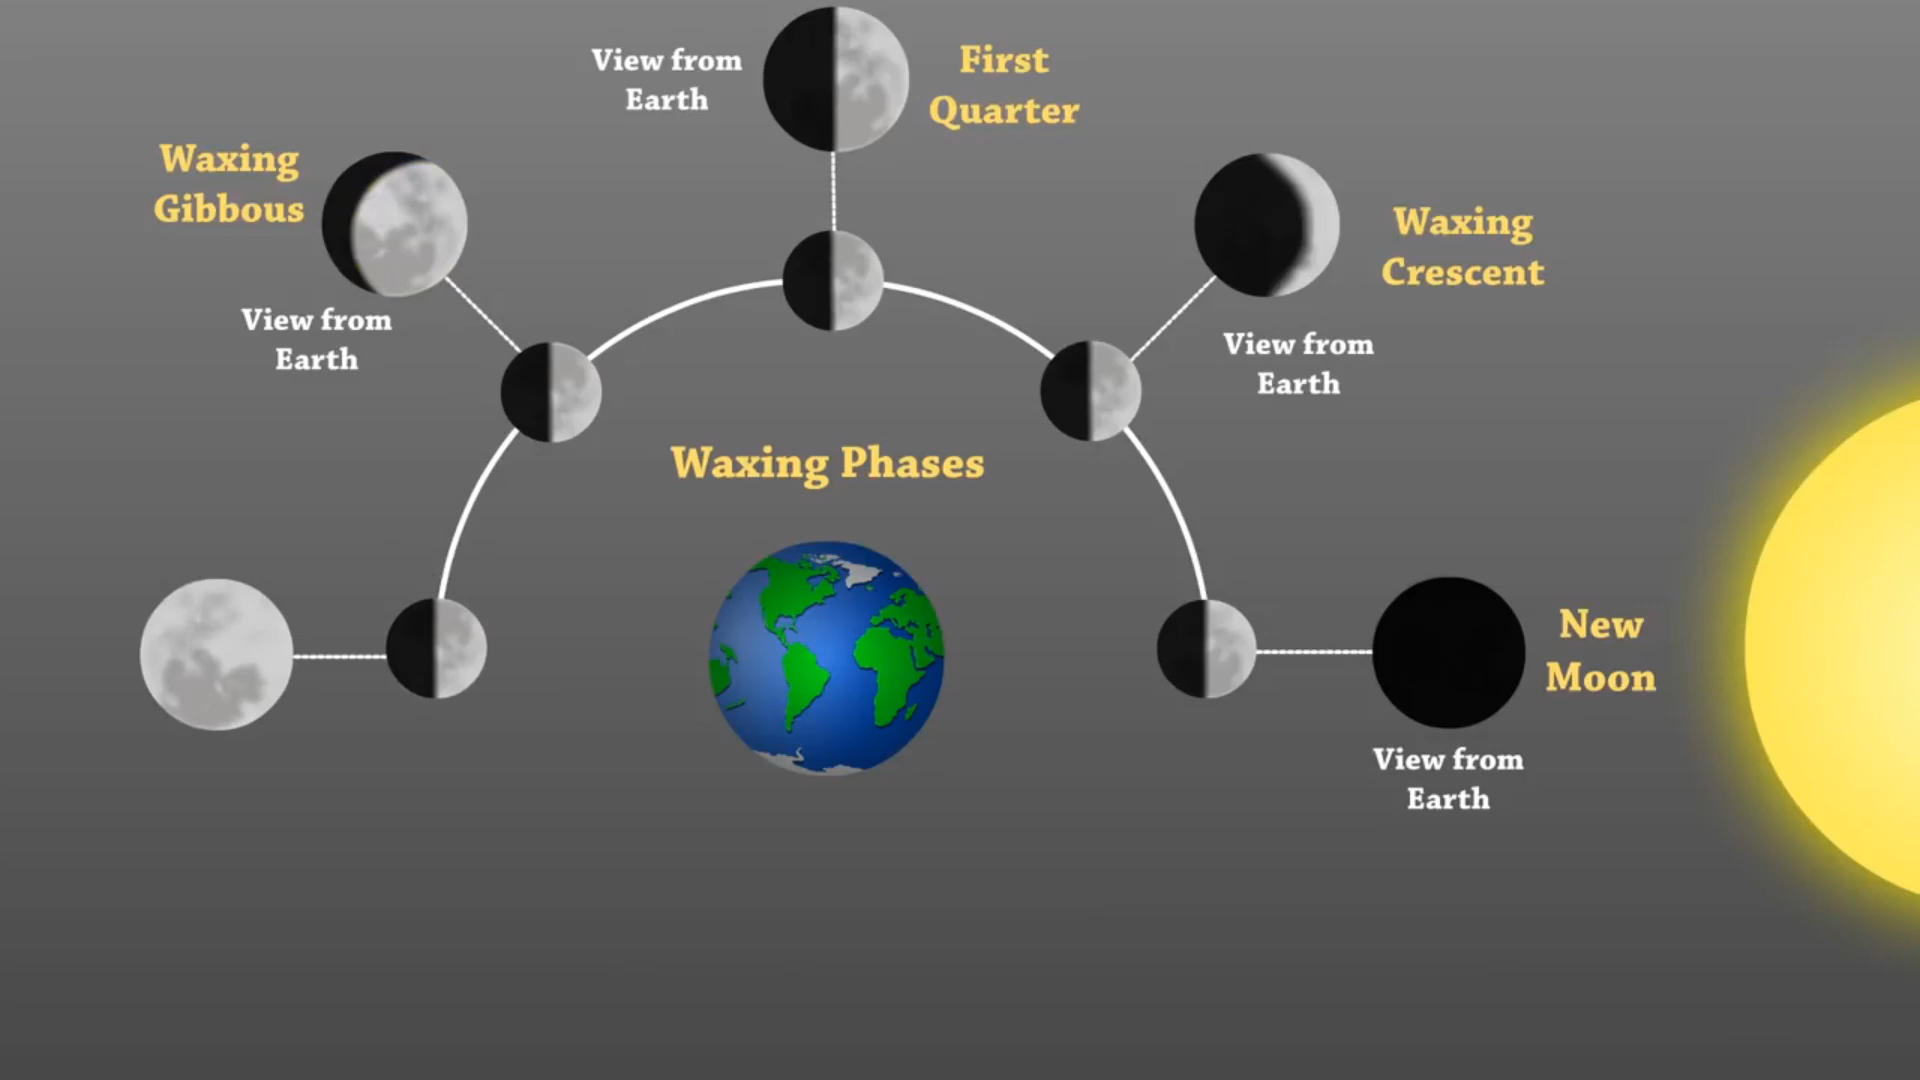 View from
Earth
First
Quarter
Waxing
Gibbous
View from
Earth
Waxing
Crescent
View from
Earth
Waxing Phases
New
Moon
View from
Earth